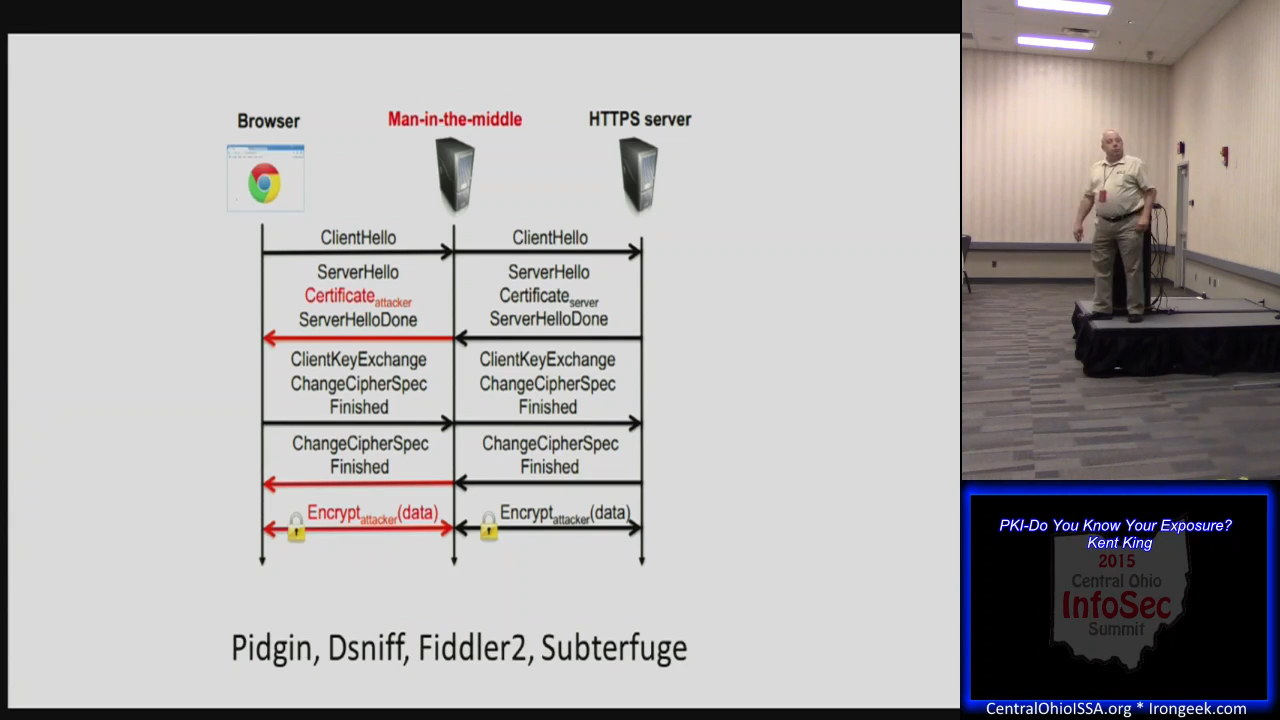 Browser
Man-in-the-middle
HTTPS server
ClientHello
ClientHello
ServerHello
Certificateattacker
ServerHelloDone
ServerHello
Certificateserver
ServerHelloDone
ClientKeyExchange
ChangeCipherSpec
Finished
ClientKeyExchange
ChangeCipherSpec
Finished
ChangeCipherSpec
Finished
ChangeCipherSpec
Finished
Encryptattacker(data)
Encryptattacker(data)
Pidgin, Dsniff, Fiddler2, Subterfuge
PKI-Do You Know Your Exposure?
Kent King
2015
Central Ohio
InfoSec
Summit
CentralOhioISSA.org * Irongeek.com